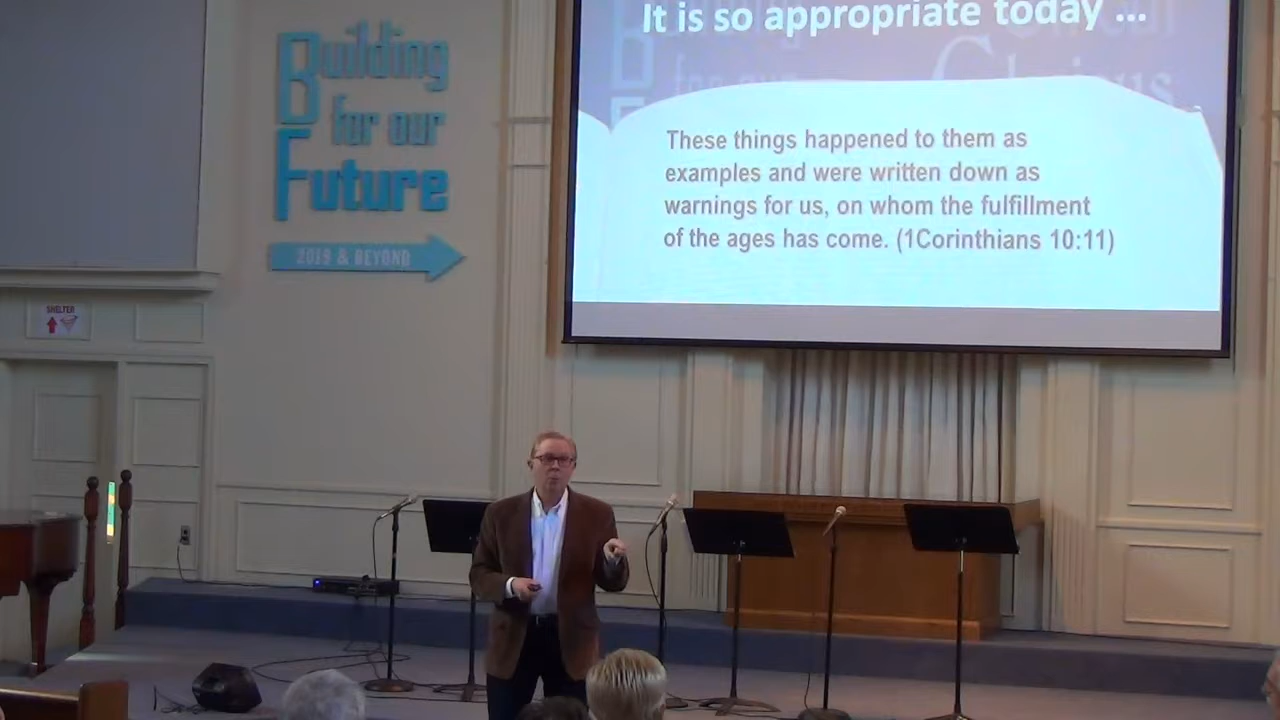 Building
for our
Future
2019 & BEYOND
SHELTER
It is so appropriate today ...
These things happened to them as
examples and were written down as
warnings for us, on whom the fulfillment
of the ages has come. (1Corinthians 10:11)